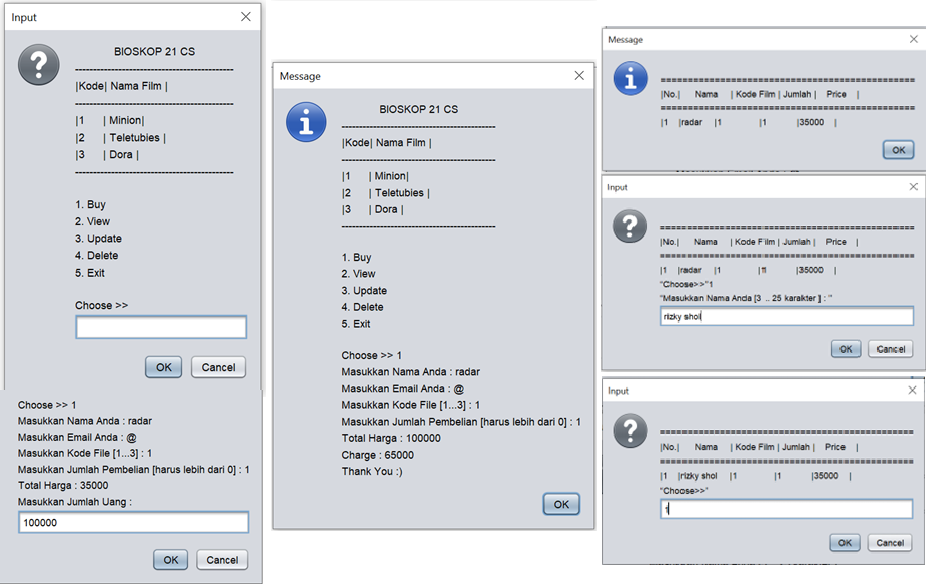 Input
BIOSKOP 21 CS
--------------------------------------------
|Kode| Nama Film |
--------------------------------------------
|1 | Minion|
|2 | Teletubies |
|3 | Dora |
--------------------------------------------
1. Buy
2. View
3. Update
4. Delete
5. Exit
Choose >>
OK Cancel
Choose >> 1
Masukkan Nama Anda : radar
Masukkan Email Anda : @
Masukkan Kode File [1...3] : 1
Masukkan Jumlah Pembelian [harus lebih dari 0] : 1
Total Harga : 35000
Masukkan Jumlah Uang :
100000
OK Cancel
Message
BIOSKOP 21 CS
--------------------------------------------
|Kode| Nama Film |
--------------------------------------------
|1 | Minion|
|2 | Teletubies |
|3 | Dora |
--------------------------------------------
1. Buy
2. View
3. Update
4. Delete
5. Exit
Choose >> 1
Masukkan Nama Anda : radar
Masukkan Email Anda : @
Masukkan Kode File [1...3] : 1
Masukkan Jumlah Pembelian [harus lebih dari 0] : 1
Total Harga : 100000
Charge : 65000
Thank You :)
OK
Message
==============================================
|No.| Nama | Kode Film | Jumlah | Price |
==============================================
|1 |radar |1 |1 |35000 |
OK
Input
==============================================
|No.| Nama | Kode Film | Jumlah | Price |
==============================================
|1 |radar |1 |1 |35000 |
"Choose>>"1
"Masukkan Nama Anda [3 .. 25 karakter ] : "
rizky shol
OK Cancel
Input
==============================================
|No.| Nama | Kode Film | Jumlah | Price |
==============================================
|1 |rizky shol |1 |1 |35000 |
"Choose>>"
1
OK Cancel